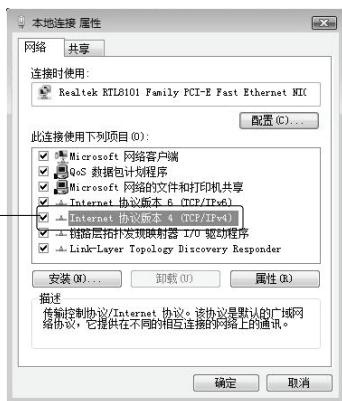 本地连接 属性
网络 共享
连接时使用:
Realtek RTL8101 Family PCI-E Fast Ethernet NI(
配置(C)...
此连接使用下列项目(O):
Microsoft 网络客户端
QoS 数据包计划程序
Microsoft 网络的文件和打印机共享
Internet 协议版本 6 (TCP/IPv6)
Internet 协议版本 4 (TCP/IPv4)
链路层拓扑发现映射器 I/O 驱动程序
Link-Layer Topology Discovery Responder
安装(N)... 卸载(U) 属性(R)
描述
传输控制协议/Internet 协议。该协议是默认的广域网
络协议，它提供在不同的相互连接的网络上的通讯。
确定 取消